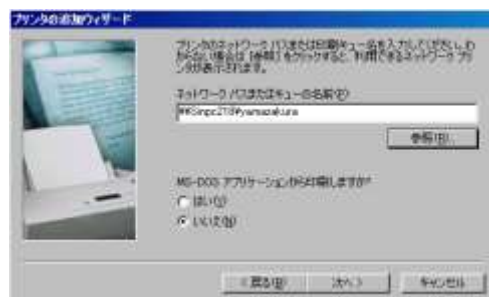 プリンタの追加ウィザード
プリンタのネットワーク パスまたは印刷キュー名を入力してください。わ
からない場合は [参照] をクリックすると、利用できるネットワーク プリ
ンタが表示されます。
ネットワーク パスまたはキューの名前(P)
参照(R)...
MS-DOS アプリケーションから印刷しますか?
はい(Y)
いいえ(N)
< 戻る(B)
次へ >
キャンセル